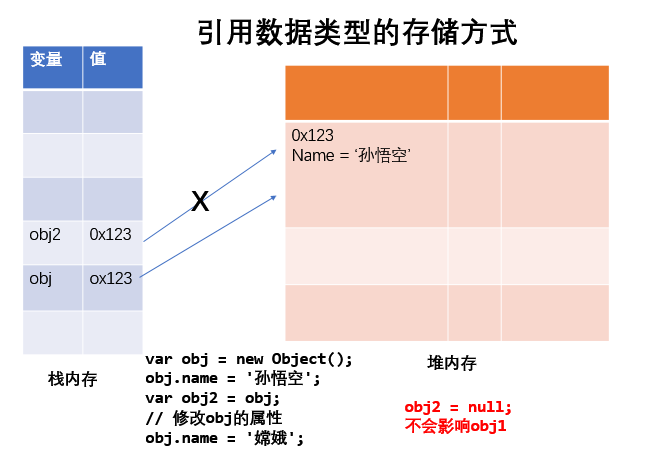 引用数据类型的存储方式
变量 值
0x123
Name = ‘孙悟空’
X
obj2 0x123
obj ox123
栈内存
堆内存
var obj = new Object();
obj.name = '孙悟空';
var obj2 = obj;
// 修改obj的属性
obj.name = '嫦娥';
obj2 = null;
不会影响obj1